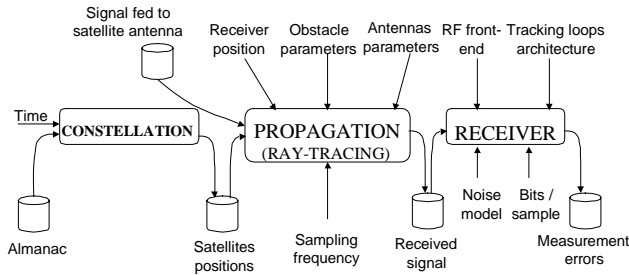 Signal fed to
satellite antenna
Receiver
position
Obstacle
parameters
Antennas
parameters
RF front-
end
Tracking loops
architecture
Time
CONSTELLATION
PROPAGATION
(RAY-TRACING)
RECEIVER
Almanac
Satellites
positions
Sampling
frequency
Received
signal
Noise
model
Bits /
sample
Measurement
errors